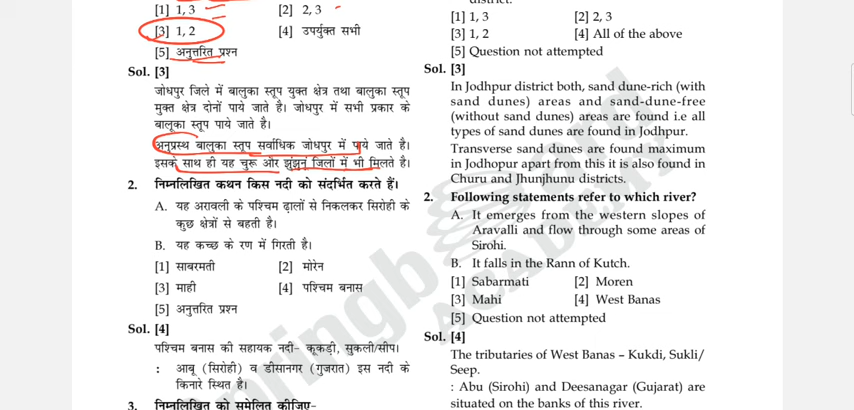 [1] 1, 3 [2] 2, 3
[3] 1, 2 [4] उपर्युक्त सभी
[5] अनुत्तरित प्रश्न
Sol. [3]
जोधपुर जिले में बालुका स्तूप युक्त क्षेत्र तथा बालुका स्तूप
मुक्त क्षेत्र दोनों पाये जाते है। जोधपुर में सभी प्रकार के
बालूका स्तूप पाये जाते है।
अनुप्रस्थ बालुका स्तूप सर्वाधिक जोधपुर में पाये जाते है।
इसके साथ ही यह चुरू और झुंझुनूं जिलों में भी मिलते है।
2. निम्नलिखित कथन किस नदी को संदर्भित करते हैं।
A. यह अरावली के पश्चिम ढ़ालों से निकलकर सिरोही के
कुछ क्षेत्रों से बहती है।
B. यह कच्छ के रण में गिरती है।
[1] साबरमती [2] मोरेन
[3] माही [4] पश्चिम बनास
[5] अनुत्तरित प्रश्न
Sol. [4]
पश्चिम बनास की सहायक नदी- कूकड़ी, सुकली/सीप।
: आबू (सिरोही) व डीसानगर (गुजरात) इस नदी के
किनारे स्थित है।
3. निम्नलिखित को सुमेलित कीजिए-
district.
[1] 1, 3 [2] 2, 3
[3] 1, 2 [4] All of the above
[5] Question not attempted
Sol. [3]
In Jodhpur district both, sand dune-rich (with
sand dunes) areas and sand-dune-free
(without sand dunes) areas are found i.e all
types of sand dunes are found in Jodhpur.
Transverse sand dunes are found maximum
in Jodhopur apart from this it is also found in
Churu and Jhunjhunu districts.
2. Following statements refer to which river?
A. It emerges from the western slopes of
Aravalli and flow through some areas of
Sirohi.
B. It falls in the Rann of Kutch.
[1] Sabarmati [2] Moren
[3] Mahi [4] West Banas
[5] Question not attempted
Sol. [4]
The tributaries of West Banas – Kukdi, Sukli/
Seep.
: Abu (Sirohi) and Deesanagar (Gujarat) are
situated on the banks of this river.